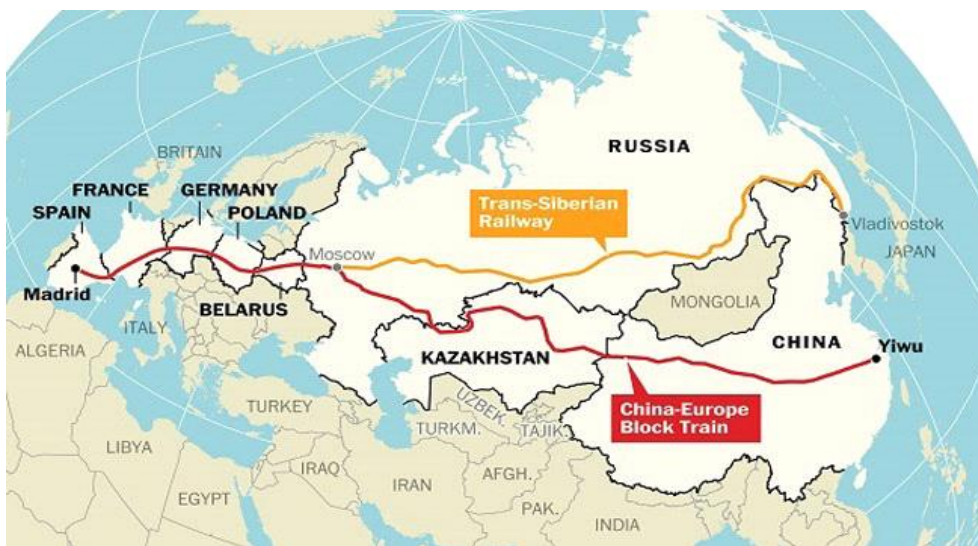 RUSSIA
BRITAIN
FRANCE
GERMANY
SPAIN
POLAND
Trans-Siberian
Railway
Vladivostok
JAPAN
Moscow
Madrid
BELARUS
MONGOLIA
ITALY
CHINA
Yiwu
ALGERIA
KAZAKHSTAN
TURKEY
UZBEK.
China-Europe
Block Train
TURKM.
TAJIK.
LIBYA
IRAQ
IRAN
AFGH.
EGYPT
PAK.
INDIA